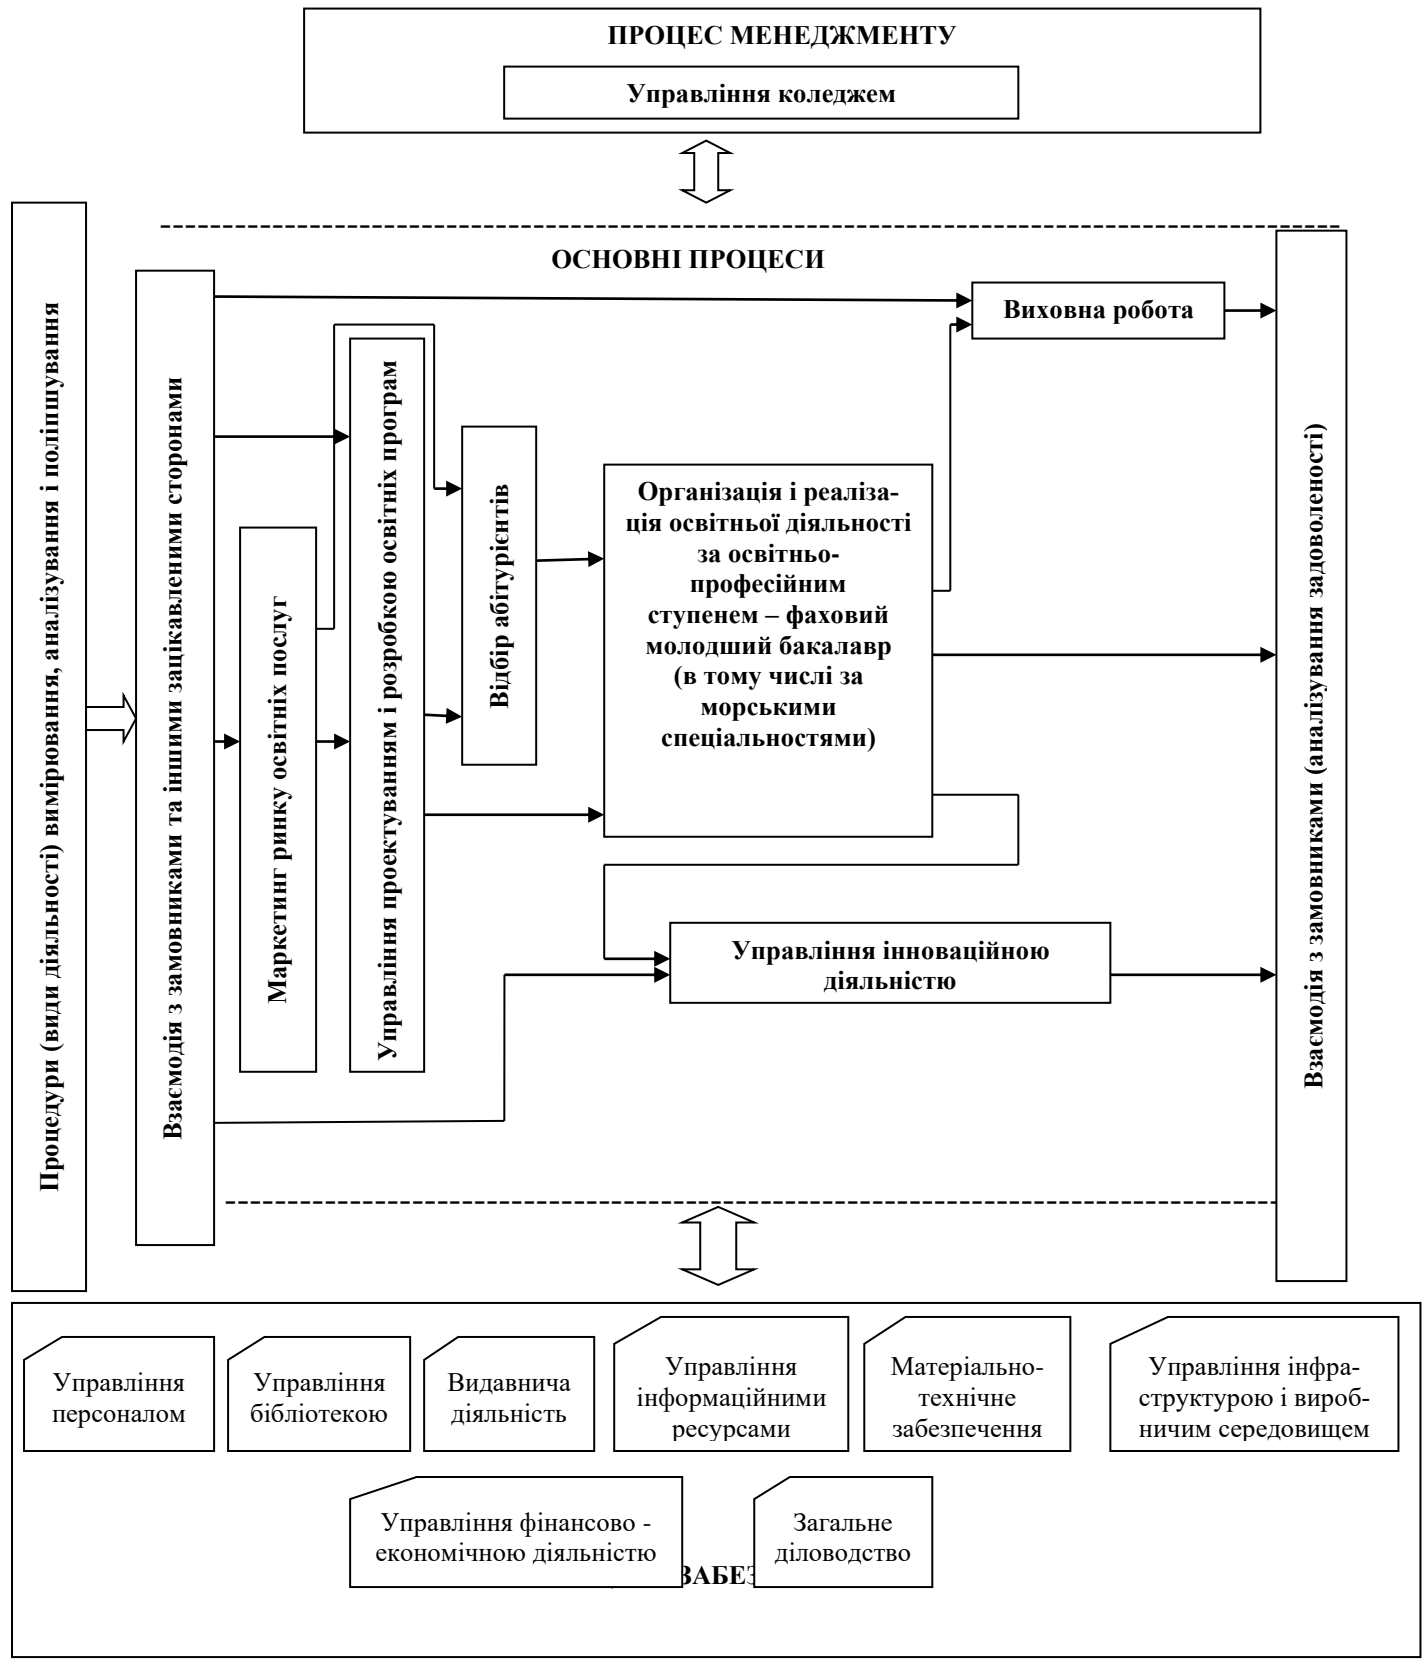 ПРОЦЕС МЕНЕДЖМЕНТУ
Управління коледжем
ОСНОВНІ ПРОЦЕСИ
Процедури (види діяльності) вимірювання, аналізування і поліпшування
Взаємодія з замовниками та іншими зацікавленими сторонами
Маркетинг ринку освітніх послуг
Управління проектуванням і розробкою освітніх програм
Відбір абітурієнтів
Організація і реаліза-
ція освітньої діяльності
за освітньо-
професійним
ступенем – фаховий
молодший бакалавр
(в тому числі за
морськими
спеціальностями)
Виховна робота
Управління інноваційною
діяльністю
Взаємодія з замовниками (аналізування задоволеності)
Управління
персоналом
Управління
бібліотекою
Видавнича
діяльність
Управління
інформаційними
ресурсами
Матеріально-
технічне
забезпечення
Управління інфра-
структурою і вироб-
ничим середовищем
Управління фінансово -
економічною діяльністю
Загальне
діловодство